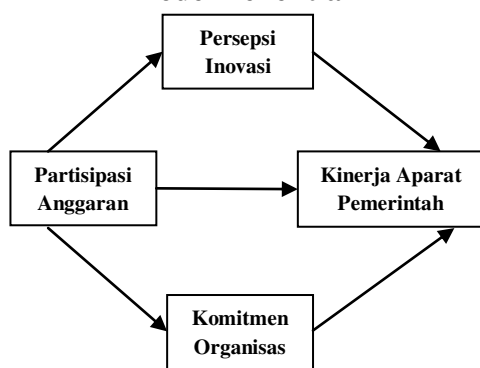 Persepsi
Inovasi
Partisipasi
Anggaran
Kinerja Aparat
Pemerintah
Komitmen
Organisas